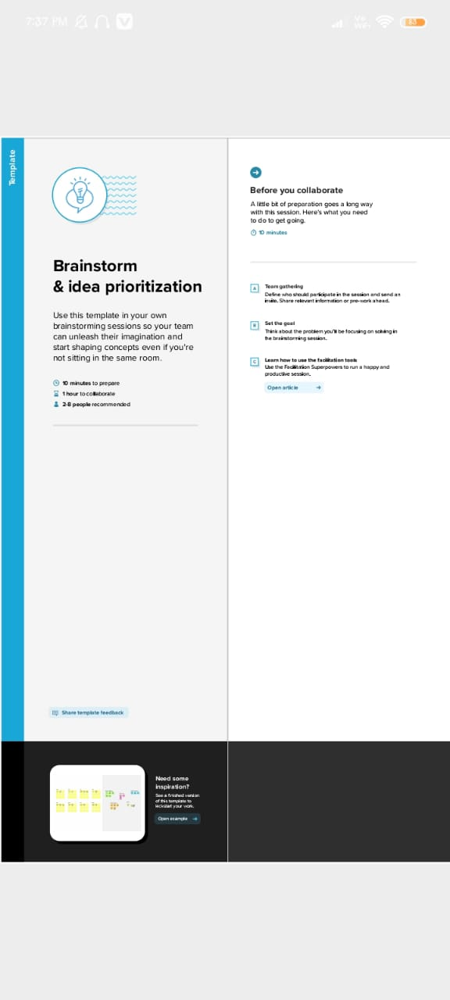 7:37 PM
Vo
WiFi
83
Template
Brainstorm
& idea prioritization
Use this template in your own
brainstorming sessions so your team
can unleash their imagination and
start shaping concepts even if you're
not sitting in the same room.
10 minutes to prepare
1 hour to collaborate
2-8 people recommended
Share template feedback
Need some
inspiration?
See a finished version
of this template to
kickstart your work.
Open example
Before you collaborate
A little bit of preparation goes a long way
with this session. Here's what you need
to do to get going.
10 minutes
A
Team gathering
Define who should participate in the session and send an
invite. Share relevant information or pre-work ahead.
B
Set the goal
Think about the problem you'll be focusing on solving in
the brainstorming session.
C
Learn how to use the facilitation tools
Use the Facilitation Superpowers to run a happy and
productive session.
Open article